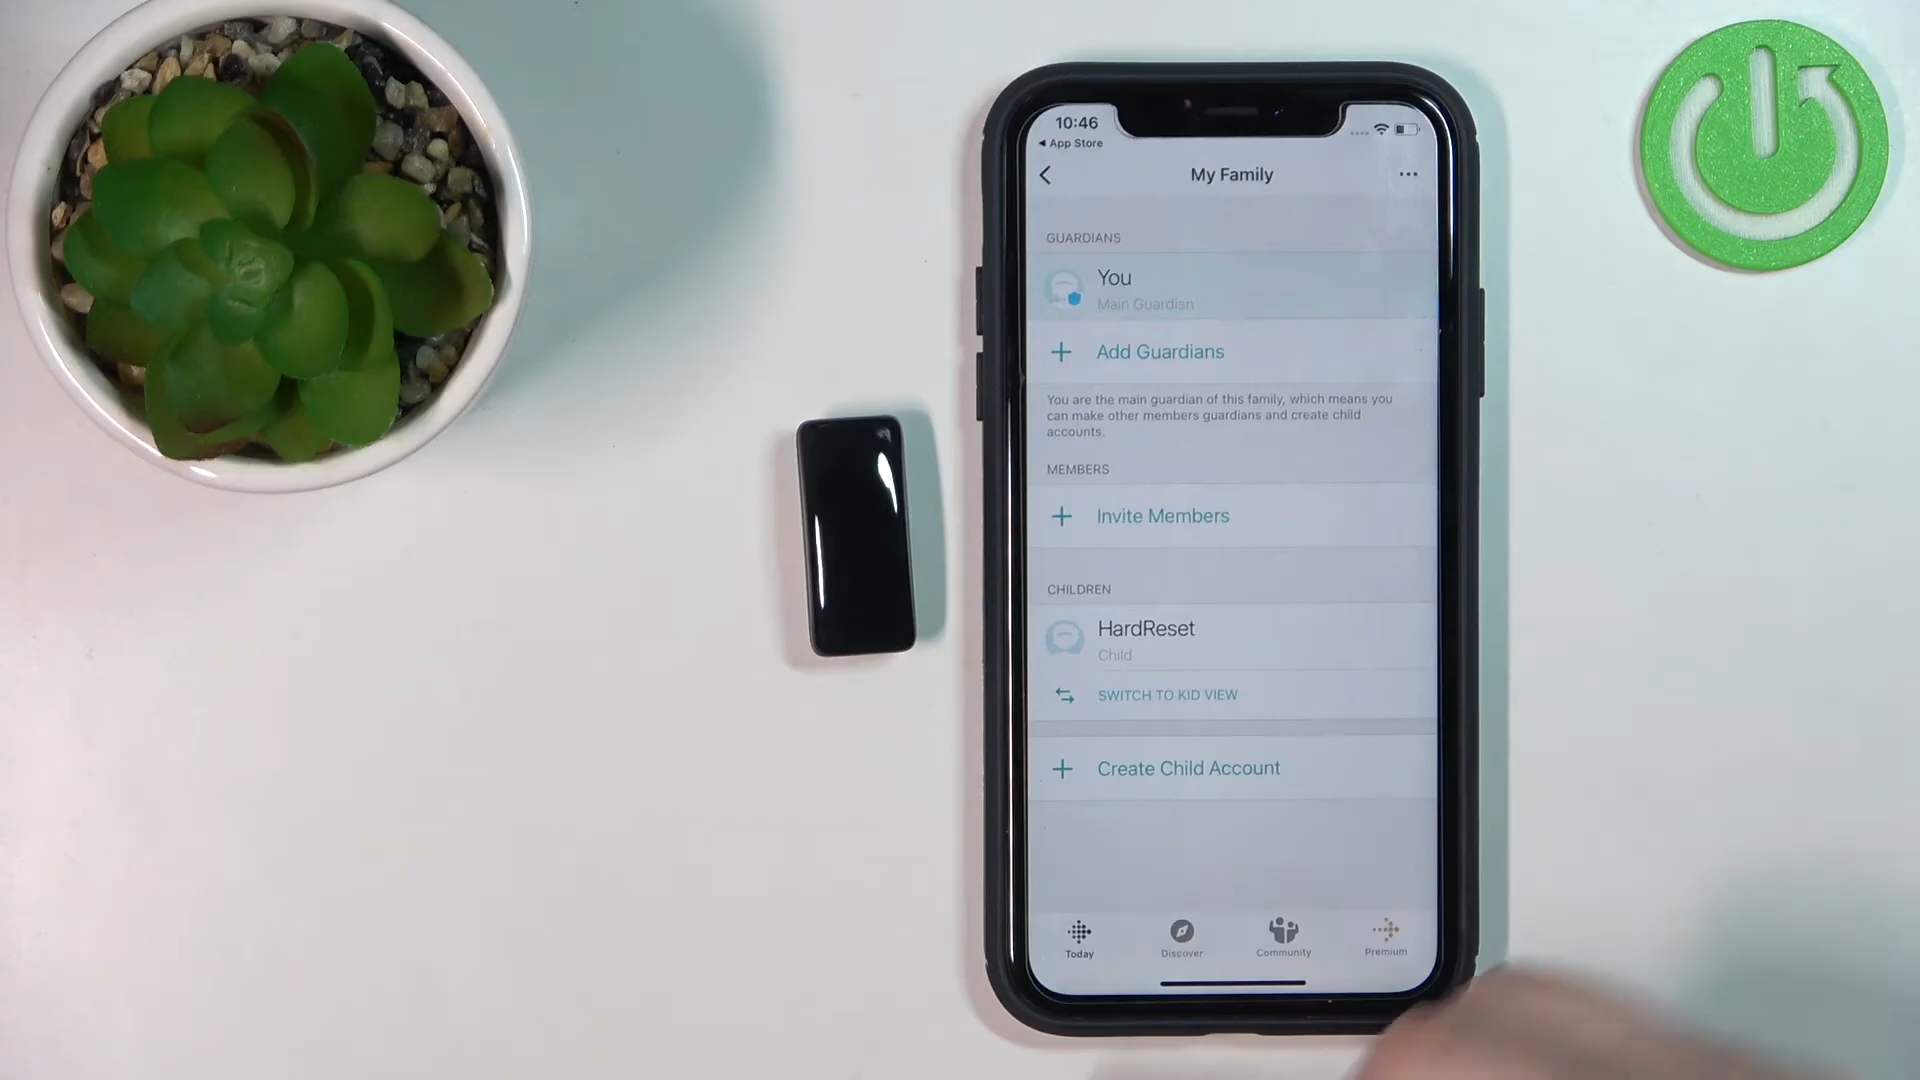 10:46
App Store
My Family
GUARDIANS
You
Main Guardian
Add Guardians
You are the main guardian of this family, which means you
can make other members guardians and create child
accounts.
MEMBERS
Invite Members
CHILDREN
HardReset
Child
SWITCH TO KID VIEW
Create Child Account
Today
Discover
Community
Premium